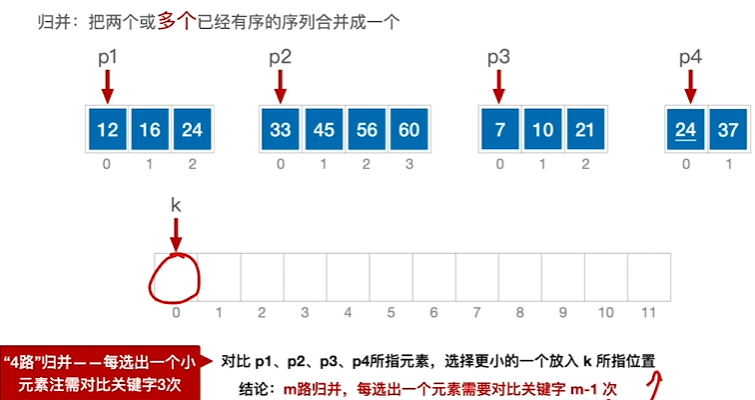 归并：把两个或多个已经有序的序列合并成一个
p1 p2 p3 p4
12 16 24 33 45 56 60 7 10 21 24 37
0 1 2 0 1 2 3 0 1 2 0 1
k
0 1 2 3 4 5 6 7 8 9 10 11
“4路”归并——每选出一个小
元素注需对比关键字3次
对比 p1、p2、p3、p4所指元素，选择更小的一个放入 k 所指位置
结论：m路归并，每选出一个元素需要对比关键字 m-1 次